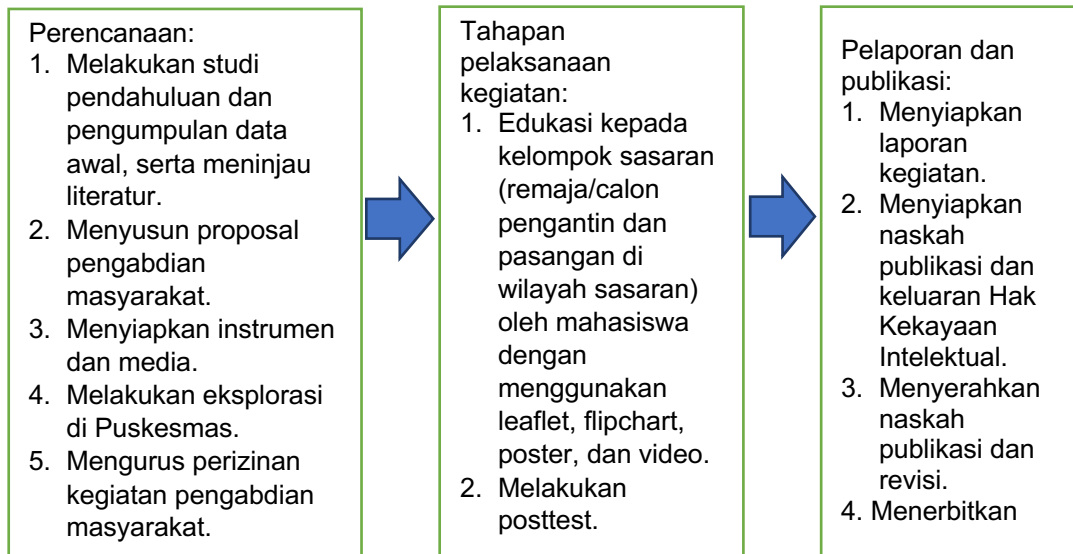 Perencanaan:
1. Melakukan studi
pendahuluan dan
pengumpulan data
awal, serta meninjau
literatur.
2. Menyusun proposal
pengabdian
masyarakat.
3. Menyiapkan instrumen
dan media.
4. Melakukan eksplorasi
di Puskesmas.
5. Mengurus perizinan
kegiatan pengabdian
masyarakat.
Tahapan
pelaksanaan
kegiatan:
1. Edukasi kepada
kelompok sasaran
(remaja/calon
pengantin dan
pasangan di
wilayah sasaran)
oleh mahasiswa
dengan
menggunakan
leaflet, flipchart,
poster, dan video.
2. Melakukan
posttest.
Pelaporan dan
publikasi:
1. Menyiapkan
laporan
kegiatan.
2. Menyiapkan
naskah
publikasi dan
keluaran Hak
Kekayaan
Intelektual.
3. Menyerahkan
naskah
publikasi dan
revisi.
4. Menerbitkan